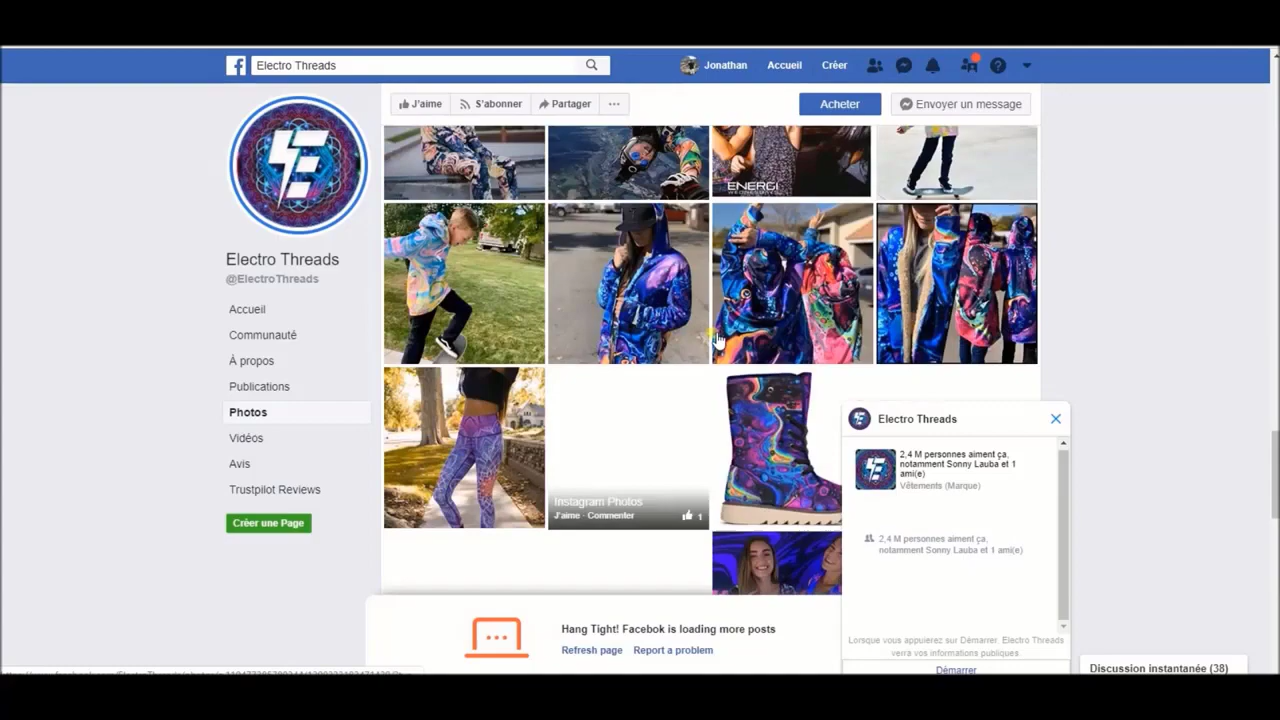 Electro Threads
Jonathan
Accueil
Créer
J'aime
S'abonner
Partager
...
Acheter
Envoyer un message
ENERGI
Electro Threads
@ElectroThreads
Accueil
Communauté
À propos
Publications
Photos
Vidéos
Avis
Trustpilot Reviews
Créer une Page
Instagram Photos
J'aime · Commenter
1
Electro Threads
2,4 M personnes aiment ça,
notamment Sonny Lauba et 1
ami(e)
Vêtements (Marque)
2,4 M personnes aiment ça,
notamment Sonny Lauba et 1 ami(e)
Lorsque vous appuierez sur Démarrer Electro Threads
verra vos informations publiques
Démarrer
Hang Tight! Facebok is loading more posts
Refresh page Report a problem
Discussion instantanée (38)